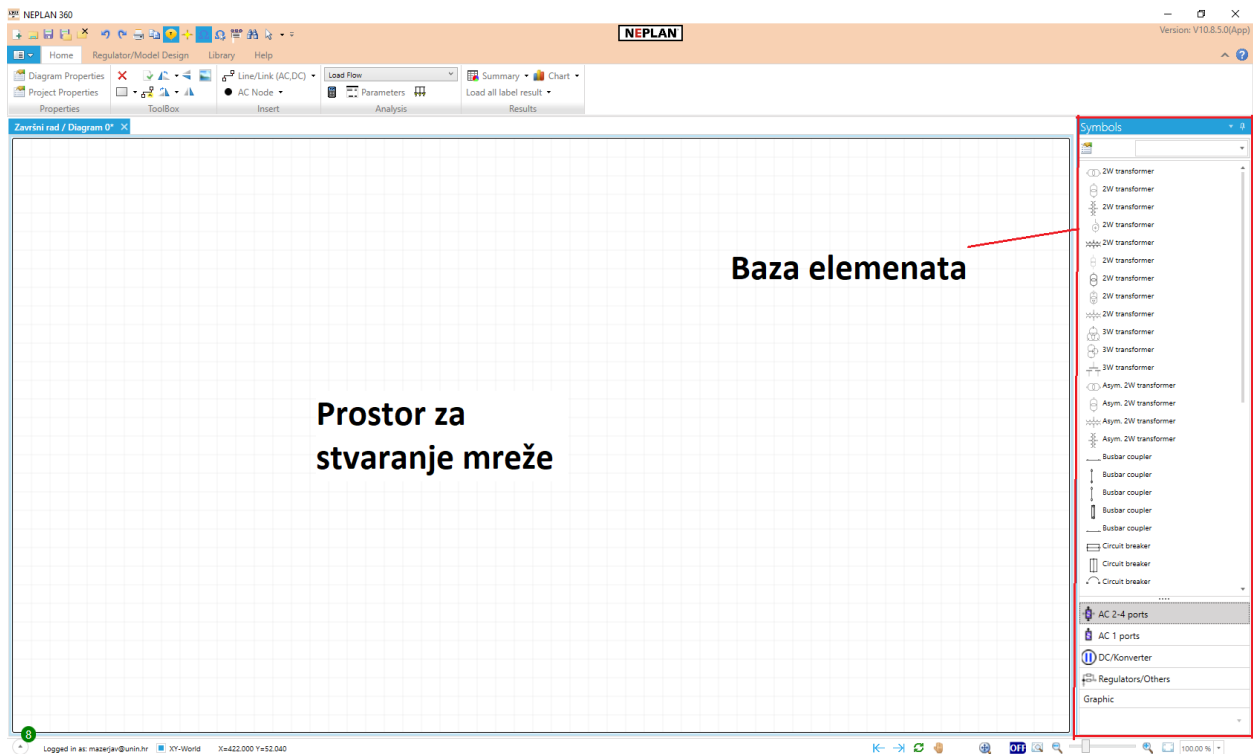 NEPLAN 360
NEPLAN
Version: V10.8.5.0(App)
Home Regulator/Model Design Library Help
Diagram Properties Line/Link (AC,DC) Load Flow Summary Chart
Project Properties AC Node Parameters Load all label result
Properties ToolBox Insert Analysis Results
Završni rad / Diagram 0*
Symbols
2W transformer
2W transformer
2W transformer
2W transformer
2W transformer
2W transformer
2W transformer
2W transformer
2W transformer
3W transformer
3W transformer
3W transformer
Asym. 2W transformer
Asym. 2W transformer
Asym. 2W transformer
Asym. 2W transformer
Busbar coupler
Busbar coupler
Busbar coupler
Busbar coupler
Busbar coupler
Circuit breaker
Circuit breaker
Circuit breaker
AC 2-4 ports
AC 1 ports
DC/Konverter
Regulators/Others
Graphic
Baza elemenata
Prostor za
stvaranje mreže
8
Logged in as: mazerjav@unin.hr XY-World X=422.000 Y=52.040 OFF 100.00 %